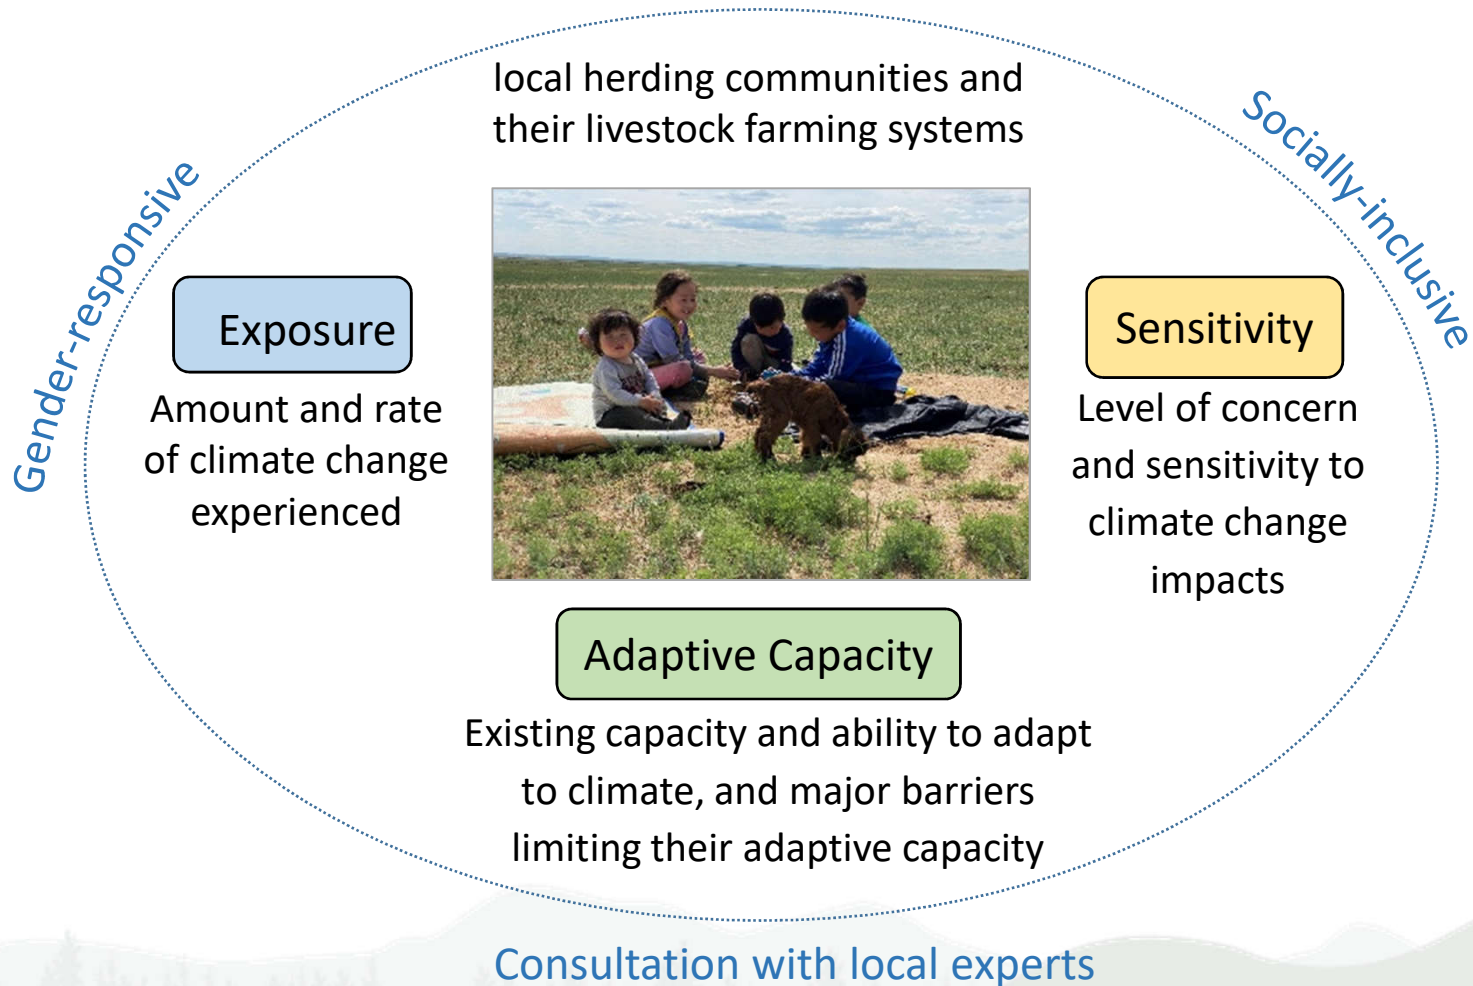 local herding communities and
their livestock farming systems
Gender-responsive
Socially-inclusive
Exposure
Amount and rate
of climate change
experienced
Sensitivity
Level of concern
and sensitivity to
climate change
impacts
Adaptive Capacity
Existing capacity and ability to adapt
to climate, and major barriers
limiting their adaptive capacity
Consultation with local experts